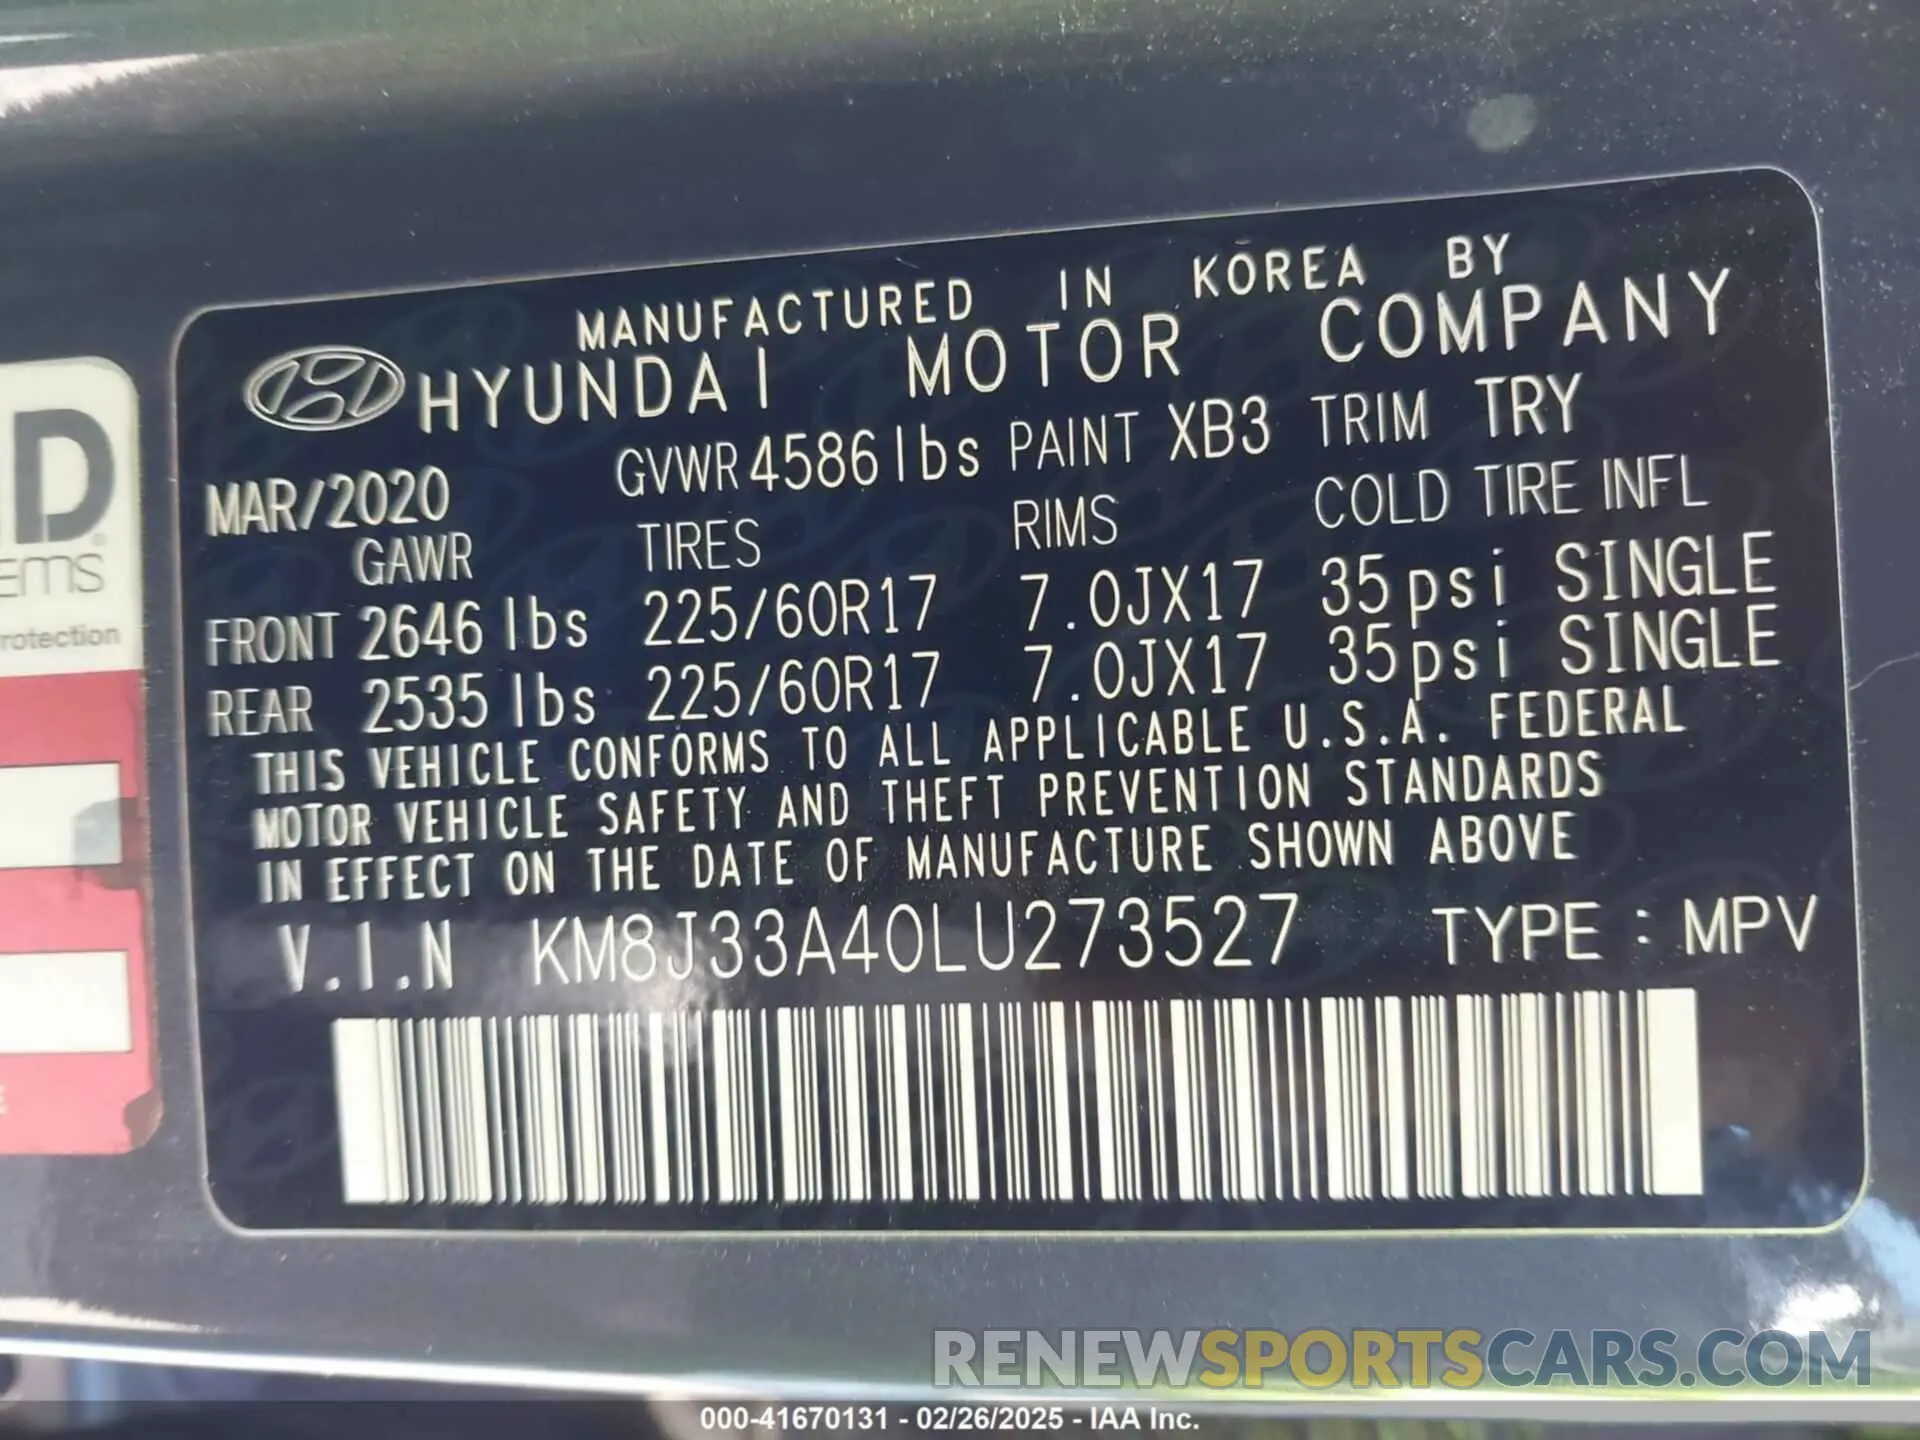 MANUFACTURED IN KOREA BY
HYUNDAI MOTOR COMPANY
MAR/2020 GVWR 4586 lbs PAINT XB3 TRIM TRY
GAWR TIRES RIMS COLD TIRE INFL
FRONT 2646 lbs 225/60R17 7.0JX17 35psi SINGLE
REAR 2535 lbs 225/60R17 7.0JX17 35psi SINGLE
THIS VEHICLE CONFORMS TO ALL APPLICABLE U.S.A. FEDERAL
MOTOR VEHICLE SAFETY AND THEFT PREVENTION STANDARDS
IN EFFECT ON THE DATE OF MANUFACTURE SHOWN ABOVE
V.I.N KM8J33A40LU273527 TYPE : MPV
D
EMS
rotection
RENEWSPORTSCARS.COM
000-41670131 - 02/26/2025 - IAA Inc.